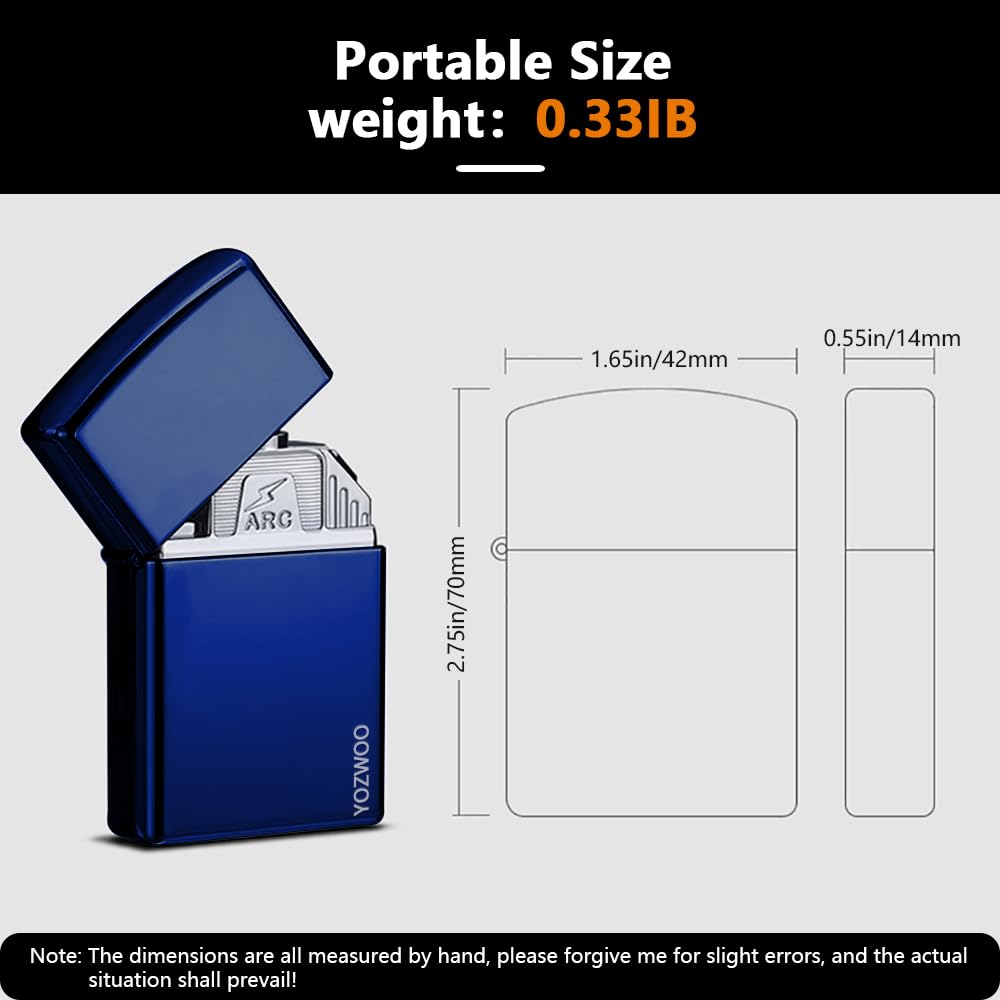 Portable Size
weight: 0.33IB
0.55in/14mm
1.65in/42mm
2.75in/70mm
ARC
YOZWOO
Note: The dimensions are all measured by hand, please forgive me for slight errors, and the actual
situation shall prevail!